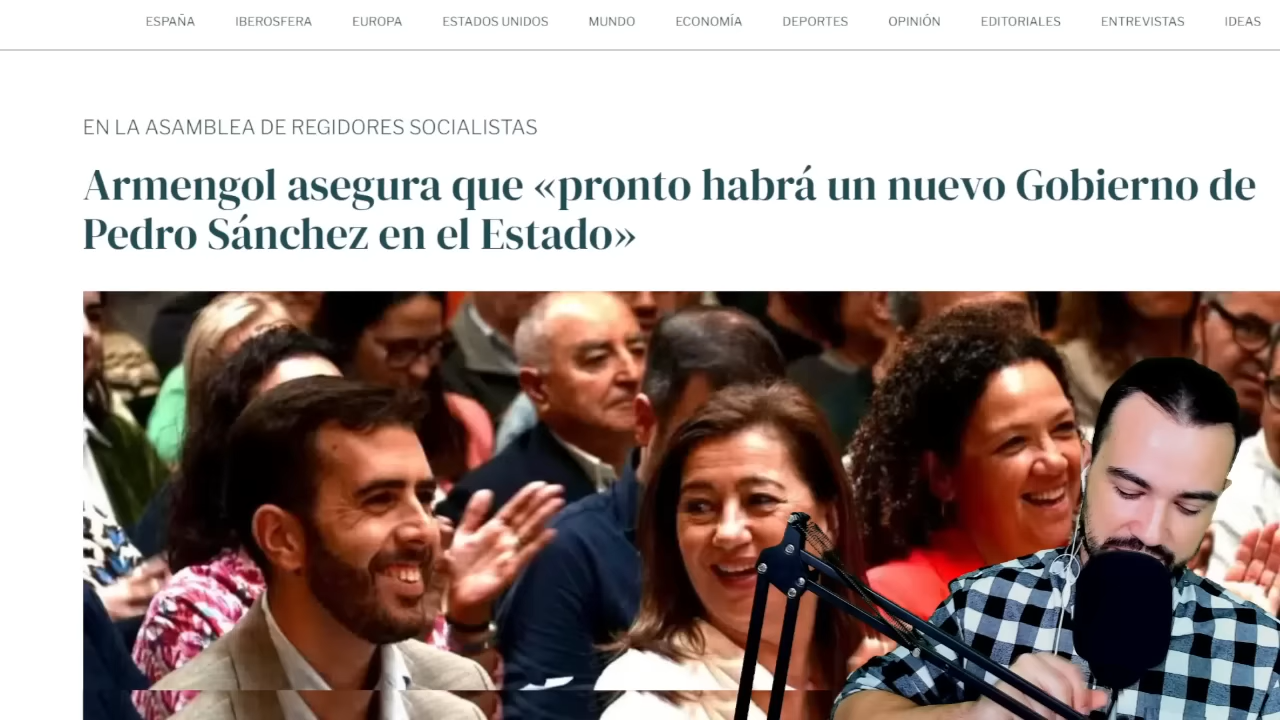 ESPAÑA IBEROSFERA EUROPA ESTADOS UNIDOS MUNDO ECONOMÍA DEPORTES OPINIÓN EDITORIALES ENTREVISTAS IDEAS
EN LA ASAMBLEA DE REGIDORES SOCIALISTAS
Armengol asegura que «pronto habrá un nuevo Gobierno de
Pedro Sánchez en el Estado»